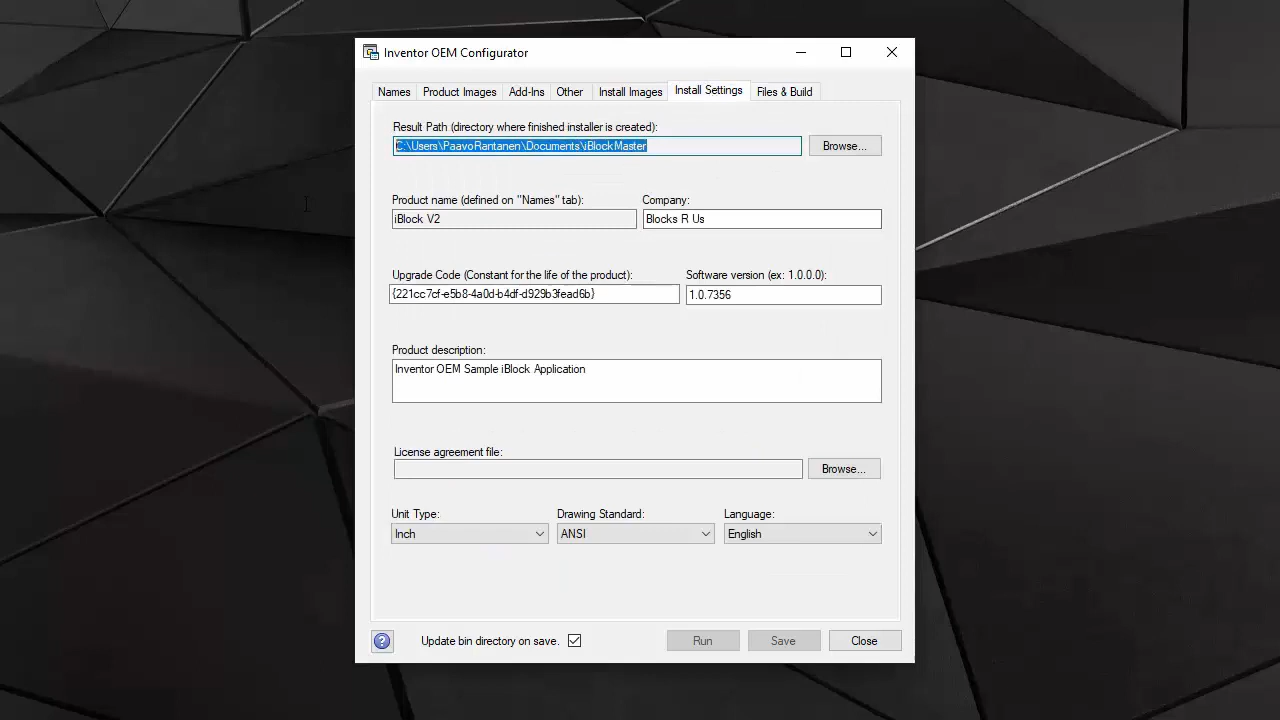 Inventor OEM Configurator
Names Product Images Add-Ins Other Install Images Install Settings Files & Build
Result Path (directory where finished installer is created):
C:\Users\PaavoRantanen\Documents\iBlockMaster Browse...
Product name (defined on "Names" tab): Company:
iBlock V2 Blocks R Us
Upgrade Code (Constant for the life of the product): Software version (ex: 1.0.0.0):
{221cc7cf-e5b8-4a0d-b4df-d929b3fead6b} 1.0.7356
Product description:
Inventor OEM Sample iBlock Application
License agreement file:
Browse...
Unit Type: Drawing Standard: Language:
Inch ANSI English
? Update bin directory on save. Run Save Close